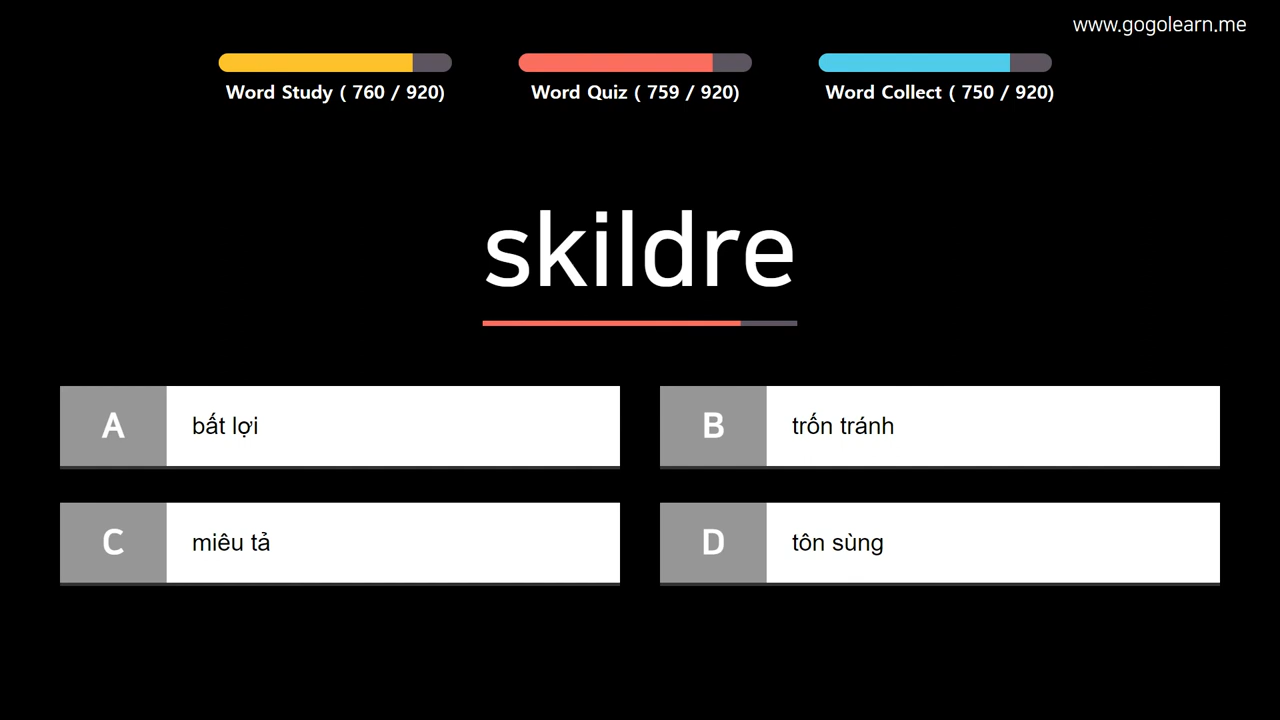 www.gogolearn.me
Word Study ( 760 / 920)
Word Quiz ( 759 / 920)
Word Collect ( 750 / 920)
skildre
A bất lợi
B trốn tránh
C miêu tả
D tôn sùng